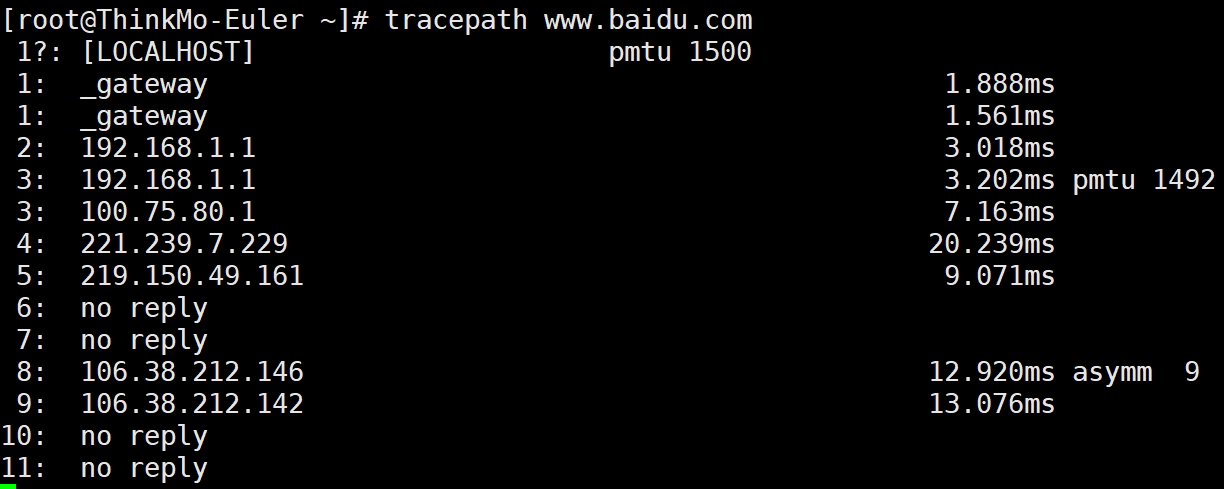 [root@ThinkMo-Euler ~]# tracepath www.baidu.com
 1?: [LOCALHOST]                      pmtu 1500
 1:  _gateway                                              1.888ms
 1:  _gateway                                              1.561ms
 2:  192.168.1.1                                           3.018ms
 3:  192.168.1.1                                           3.202ms pmtu 1492
 3:  100.75.80.1                                           7.163ms
 4:  221.239.7.229                                        20.239ms
 5:  219.150.49.161                                        9.071ms
 6:  no reply
 7:  no reply
 8:  106.38.212.146                                       12.920ms asymm  9
 9:  106.38.212.142                                       13.076ms
10:  no reply
11:  no reply